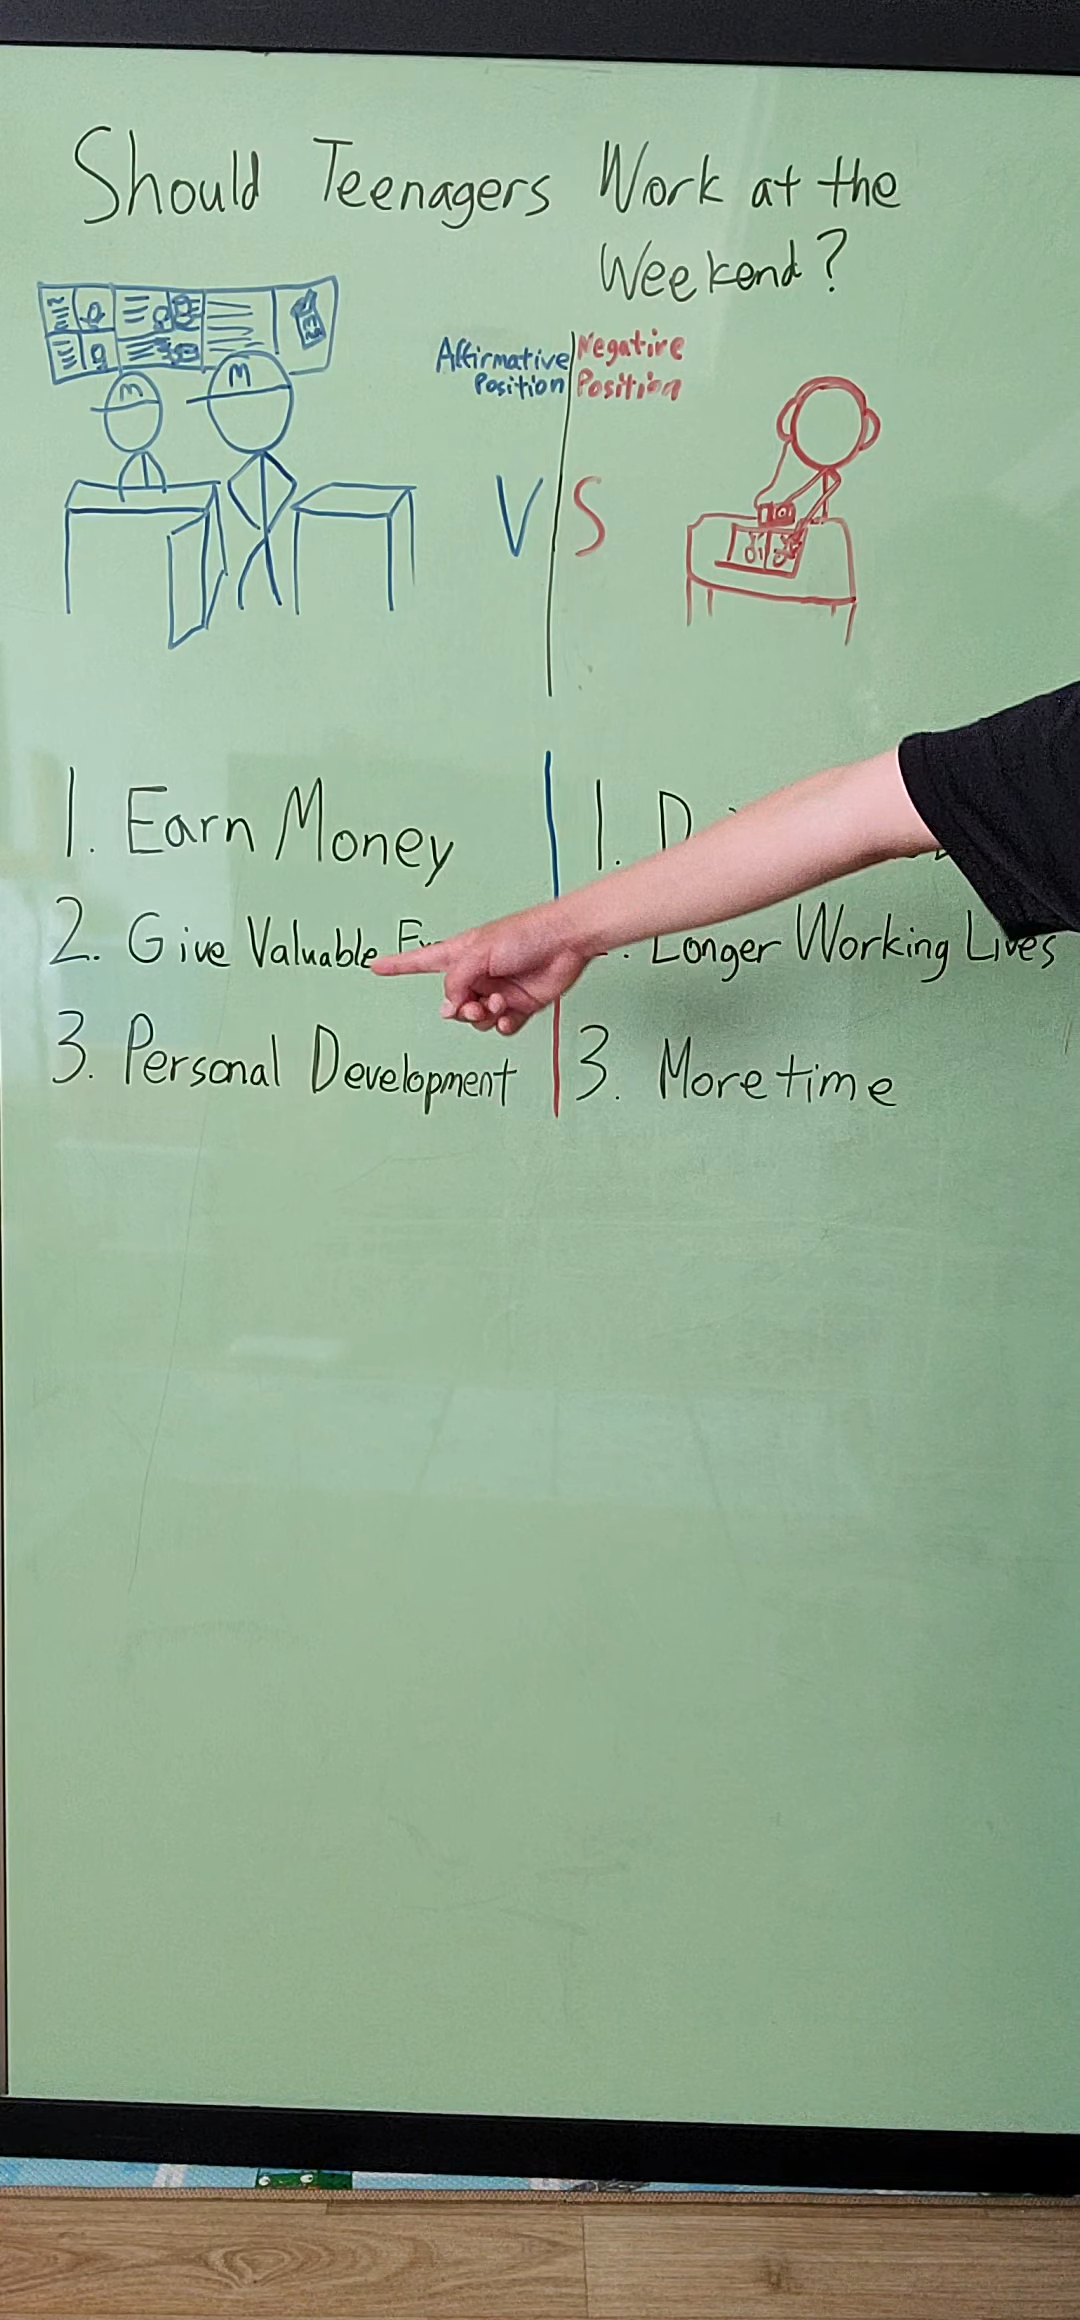 Should Teenagers Work at the
Weekend?
M
M
Affirmative
Position
Negative
Position
VS
1. Earn Money
2. Give Valuable
3. Personal Development
1.
Longer Working Lives
3. More time